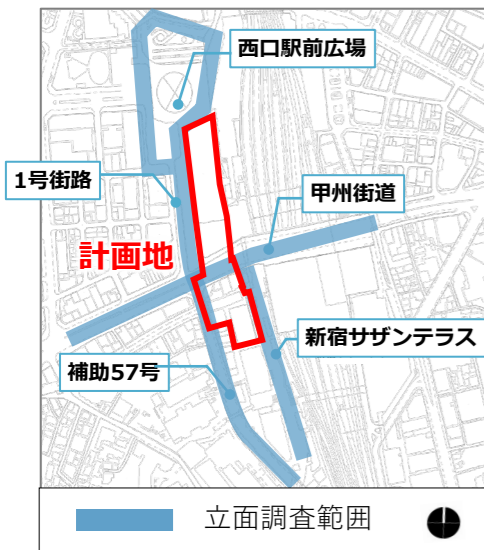 西口駅前広場
1号街路
甲州街道
計画地
新宿サザンテラス
補助57号
立面調査範囲